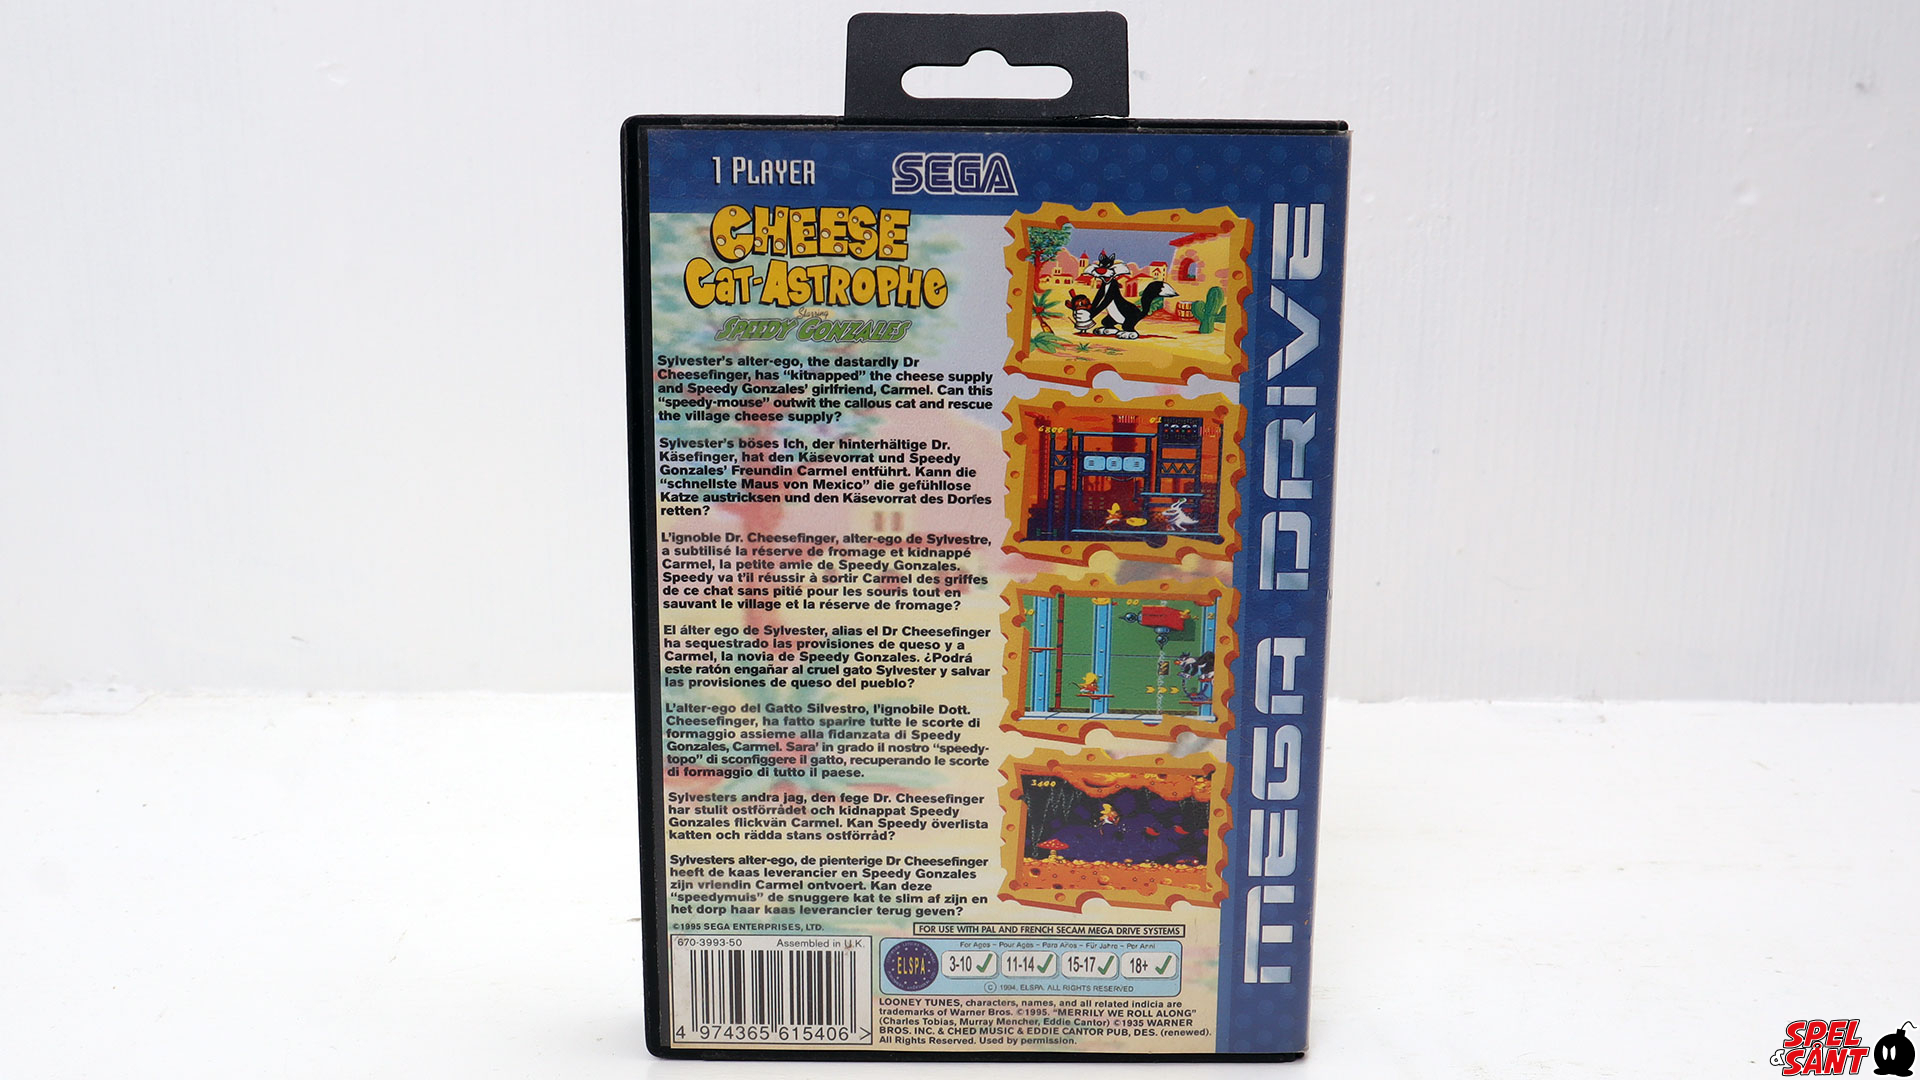 1 PLAYER
SEGA
CHEESE
CAT-ASTROPHE
Starring
SPEEDY GONZALES
Sylvester's alter-ego, the dastardly Dr
Cheesefinger, has “kitnapped” the cheese supply
and Speedy Gonzales' girlfriend, Carmel. Can this
“speedy-mouse” outwit the callous cat and rescue
the village cheese supply?
Sylvester's böses Ich, der hinterhältige Dr.
Käsefinger, hat den Käsevorrat und Speedy
Gonzales' Freundin Carmel entführt. Kann die
“schnellste Maus von Mexico” die gefühllose
Katze austricksen und den Käsevorrat des Dorfes
retten?
L'ignoble Dr. Cheesefinger, alter-ego de Sylvestre,
a subtilisé la réserve de fromage et kidnappé
Carmel, la petite amie de Speedy Gonzales.
Speedy va t'il réussir à sortir Carmel des griffes
de ce chat sans pitié pour les souris tout en
sauvant le village et la réserve de fromage?
El álter ego de Sylvester, alias el Dr Cheesefinger
ha sequestrado las provisiones de queso y a
Carmel, la novia de Speedy Gonzales. ¿Podrá
este ratón engañar al cruel gato Sylvester y salvar
las provisiones de queso del pueblo?
L'alter-ego del Gatto Silvestro, l'ignobile Dott.
Cheesefinger, ha fatto sparire tutte le scorte di
formaggio assieme alla fidanzata di Speedy
Gonzales, Carmel. Sara' in grado il nostro “speedy-
topo” di sconfiggere il gatto, recuperando le scorte
di formaggio di tutto il paese.
Sylvesters andra jag, den fege Dr. Cheesefinger
har stulit ostförrådet och kidnappat Speedy
Gonzales flickvän Carmel. Kan Speedy överlista
katten och rädda stans ostförråd?
Sylvesters alter-ego, de pienterige Dr Cheesefinger
heeft de kaas leverancier en Speedy Gonzales
zijn vriendin Carmel ontvoert. Kan deze
“speedymuis” de snuggere kat te slim af zijn en
het dorp haar kaas leverancier terug geven?
©1995 SEGA ENTERPRISES, LTD.
FOR USE WITH PAL AND FRENCH SECAM MEGA DRIVE SYSTEMS
670-3993-50 Assembled in U.K.
4 974365 615406 >
ELSPA
For Ages – Pour Ages – Para Años – Für Jahre – Per Anni
3-10 11-14 15-17 18+
© 1994. ELSPA. ALL RIGHTS RESERVED
LOONEY TUNES, characters, names, and all related indicia are
trademarks of Warner Bros. ©1995. “MERRILY WE ROLL ALONG”
(Charles Tobias, Murray Mencher, Eddie Cantor) ©1935 WARNER
BROS. INC. & CHED MUSIC & EDDIE CANTOR PUB, DES. (renewed).
All Rights Reserved. Used by permission.
MEGA DRIVE
6800
3400
SPEL
& SÅNT